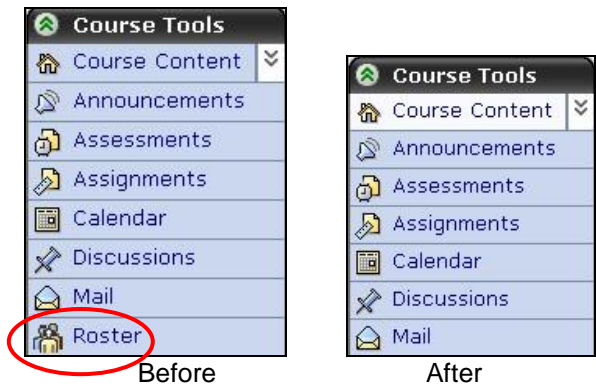 Course Tools
Course Content
Announcements
Assessments
Assignments
Calendar
Discussions
Mail
Roster
Before
Course Tools
Course Content
Announcements
Assessments
Assignments
Calendar
Discussions
Mail
After